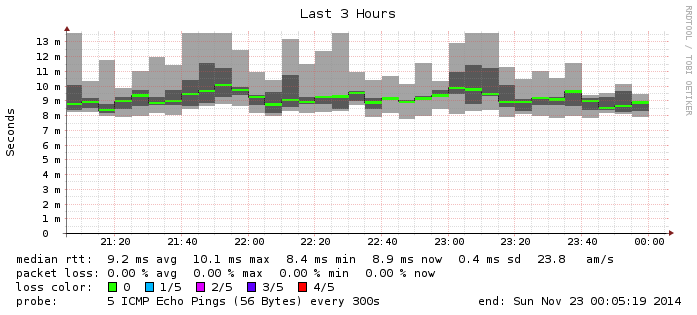 Last 3 Hours
RRDTOOL / TOBI OETIKER
Seconds
13 m
12 m
11 m
10 m
9 m
8 m
7 m
6 m
5 m
4 m
3 m
2 m
1 m
0
21:20 21:40 22:00 22:20 22:40 23:00 23:20 23:40 00:00
median rtt: 9.2 ms avg 10.1 ms max 8.4 ms min 8.9 ms now 0.4 ms sd 23.8 am/s
packet loss: 0.00 % avg 0.00 % max 0.00 % min 0.00 % now
loss color: 0 1/5 2/5 3/5 4/5
probe: 5 ICMP Echo Pings (56 Bytes) every 300s end: Sun Nov 23 00:05:19 2014